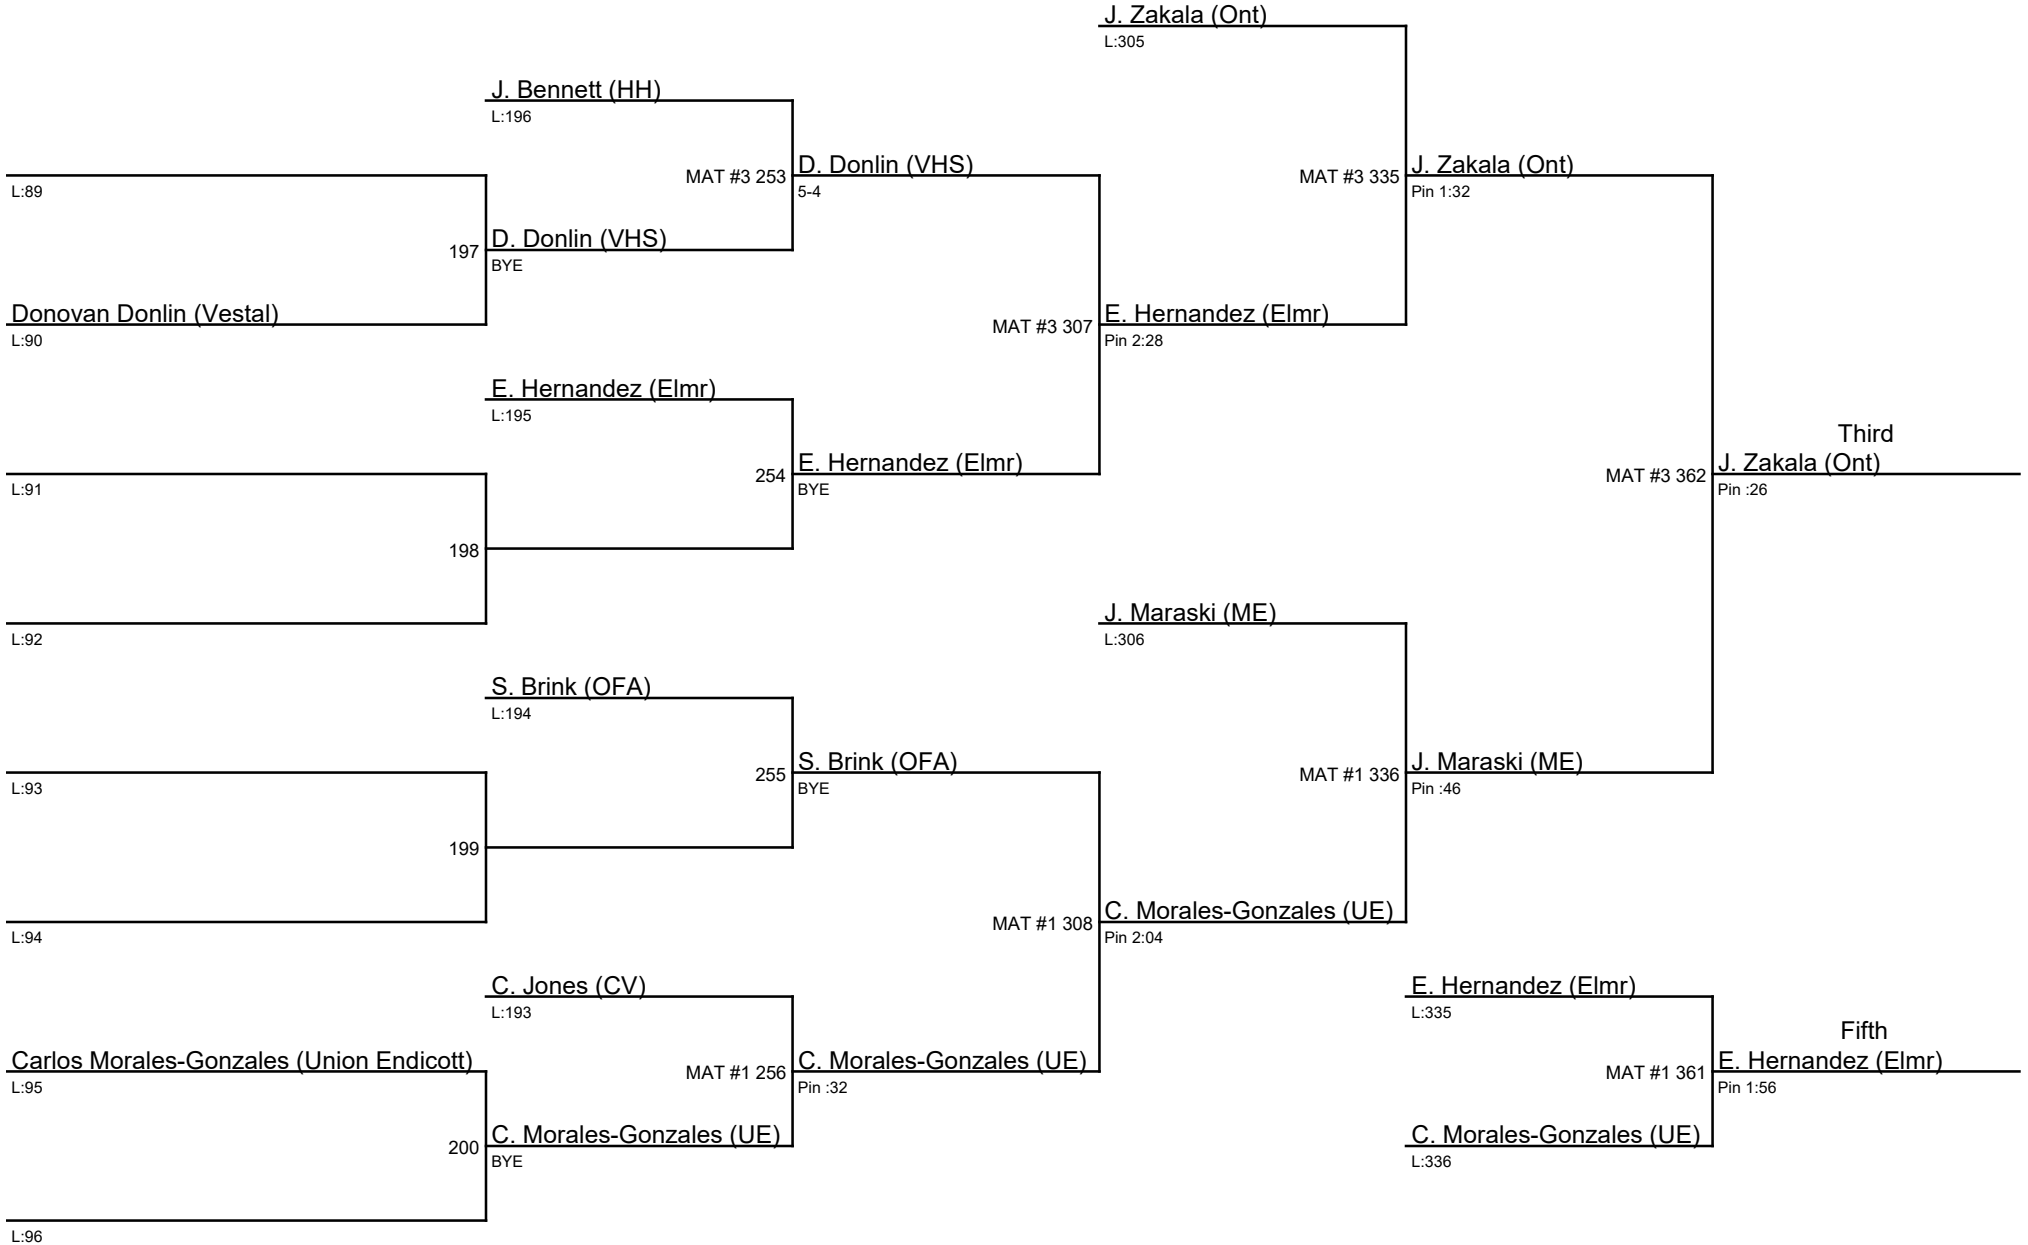 J. Zakala (Ont)
L:305
J. Bennett (HH)
L:196
MAT #3 253
D. Donlin (VHS)
5-4
MAT #3 335
J. Zakala (Ont)
Pin 1:32
L:89
197
D. Donlin (VHS)
BYE
Donovan Donlin (Vestal)
L:90
MAT #3 307
E. Hernandez (Elmr)
Pin 2:28
E. Hernandez (Elmr)
L:195
Third
254
E. Hernandez (Elmr)
BYE
MAT #3 362
J. Zakala (Ont)
Pin :26
L:91
198
J. Maraski (ME)
L:306
L:92
S. Brink (OFA)
L:194
255
S. Brink (OFA)
BYE
MAT #1 336
J. Maraski (ME)
Pin :46
L:93
199
MAT #1 308
C. Morales-Gonzales (UE)
Pin 2:04
L:94
C. Jones (CV)
L:193
E. Hernandez (Elmr)
L:335
Fifth
Carlos Morales-Gonzales (Union Endicott)
L:95
MAT #1 256
C. Morales-Gonzales (UE)
Pin :32
MAT #1 361
E. Hernandez (Elmr)
Pin 1:56
200
C. Morales-Gonzales (UE)
BYE
C. Morales-Gonzales (UE)
L:336
L:96